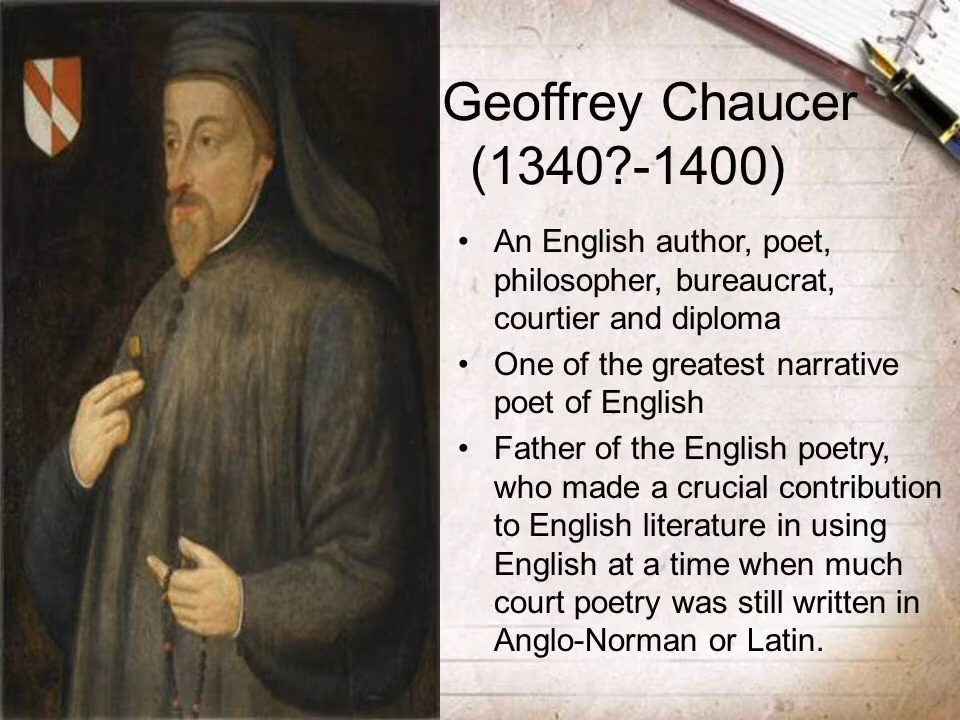 Geoffrey Chaucer
(1340?-1400)
• An English author, poet,
philosopher, bureaucrat,
courtier and diploma
• One of the greatest narrative
poet of English
• Father of the English poetry,
who made a crucial contribution
to English literature in using
English at a time when much
court poetry was still written in
Anglo-Norman or Latin.